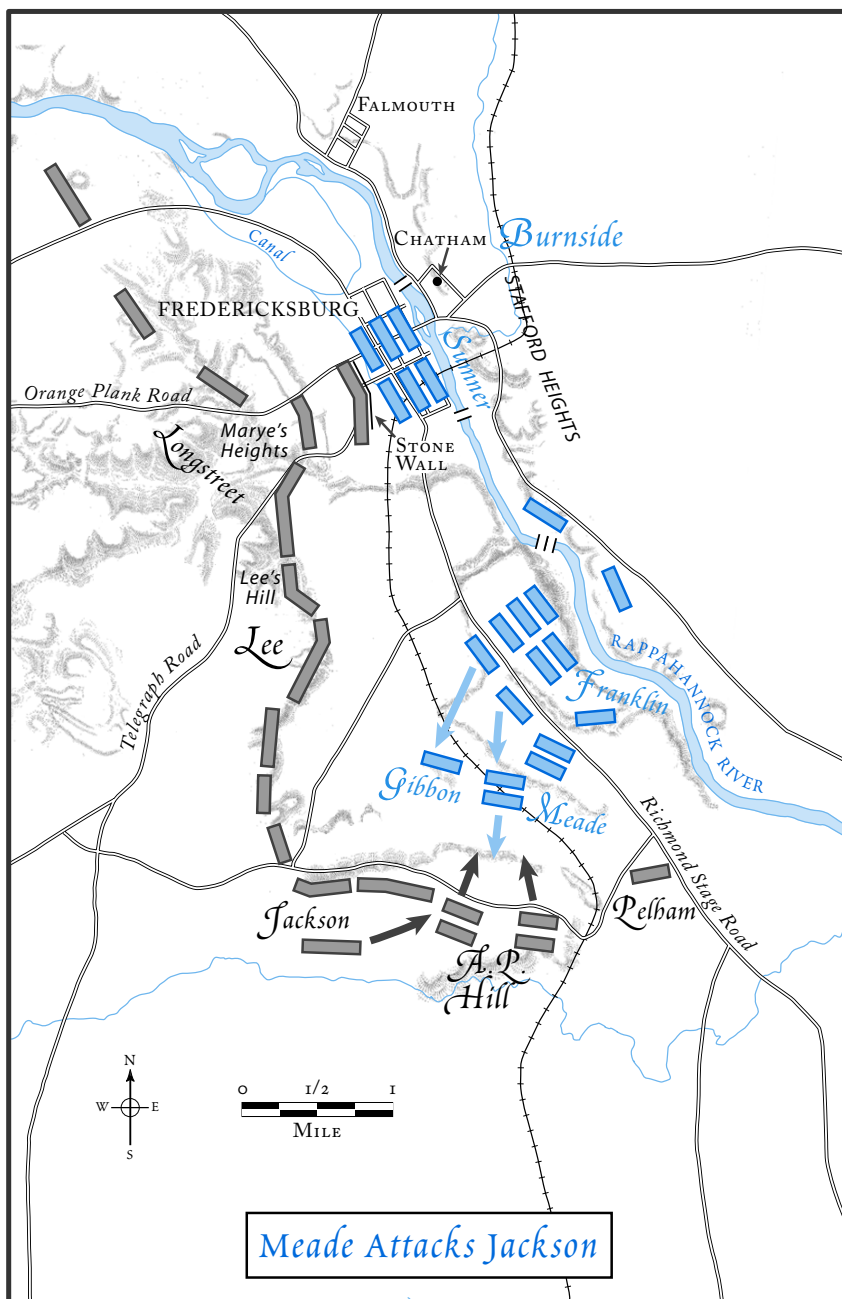 Falmouth
Burnside
Chatham
Canal
STAFFORD HEIGHTS
FREDERICKSBURG
Sumner
Orange Plank Road
Marye's
Heights
Stone
Wall
Longstreet
Lee's
Hill
Lee
Telegraph Road
RAPPAHANNOCK RIVER
Franklin
Gibbon
Meade
Richmond Stage Road
Jackson
Pelham
A. P.
Hill
N
W E
S
0 1/2 1
Mile
Meade Attacks Jackson